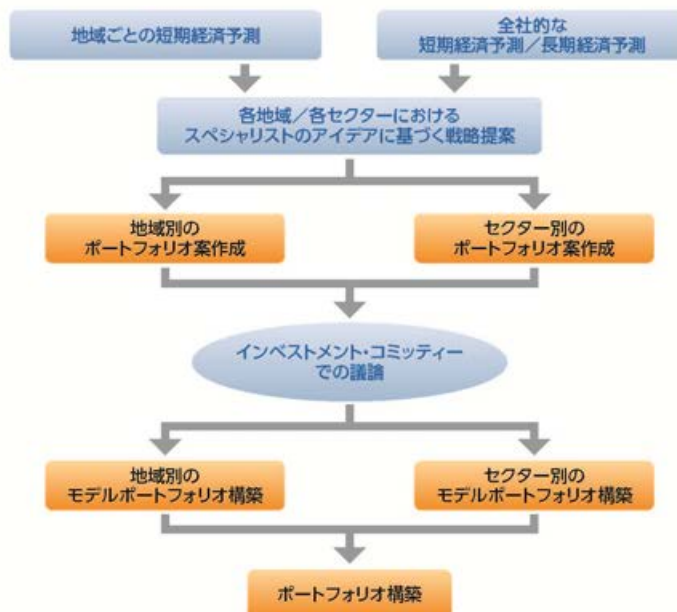 地域ごとの短期経済予測
全社的な
短期経済予測／長期経済予測
各地域／各セクターにおける
スペシャリストのアイデアに基づく戦略提案
地域別の
ポートフォリオ案作成
セクター別の
ポートフォリオ案作成
インベストメント・コミッティー
での議論
地域別の
モデルポートフォリオ構築
セクター別の
モデルポートフォリオ構築
ポートフォリオ構築